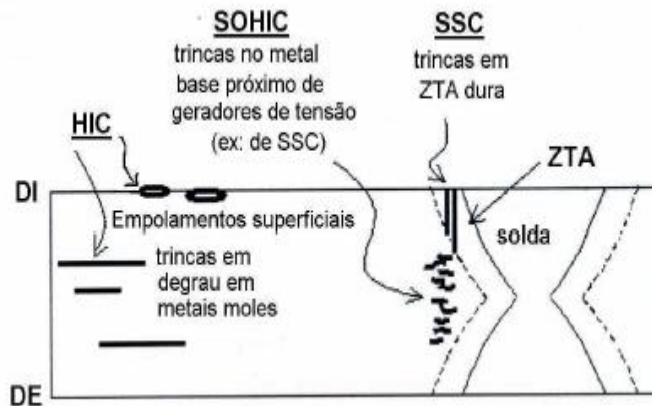 SOHIC
trincas no metal
base próximo de
geradores de tensão
(ex: de SSC)
SSC
trincas em
ZTA dura
HIC
ZTA
DI
Empolamentos superficiais
solda
trincas em
degrau em
metais moles
DE